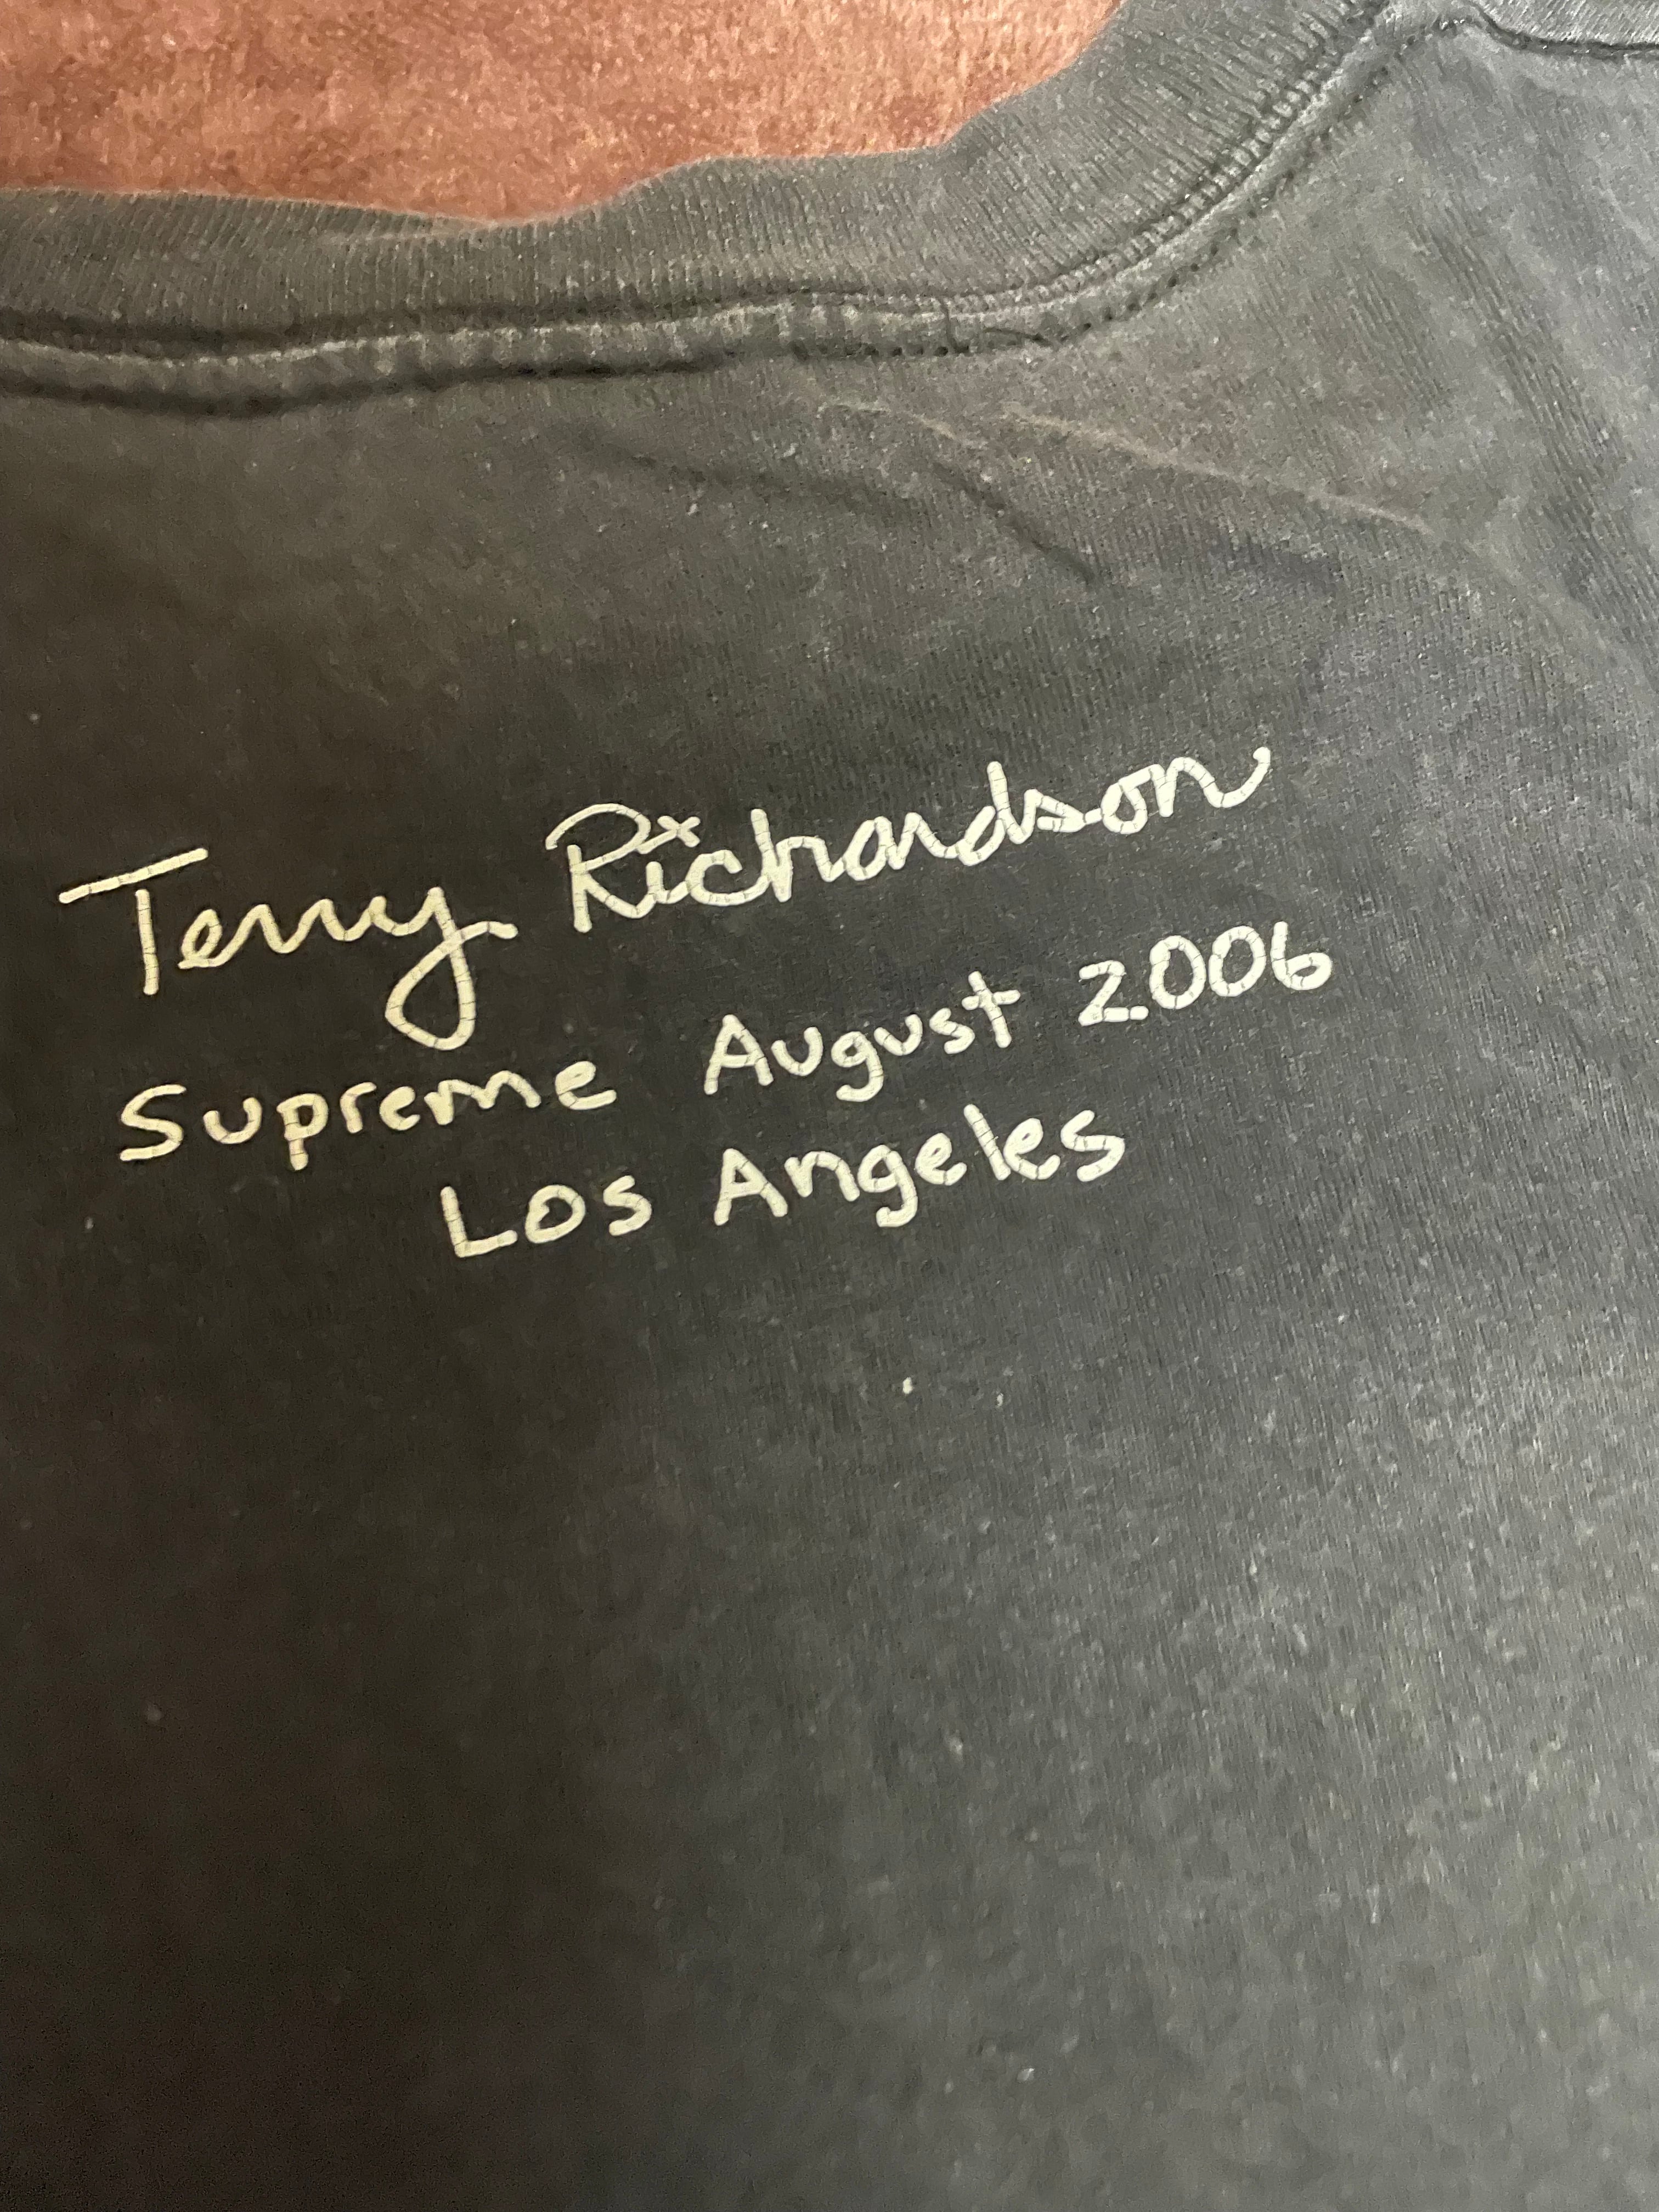 Terry Richardson
Supreme August 2006
Los Angeles